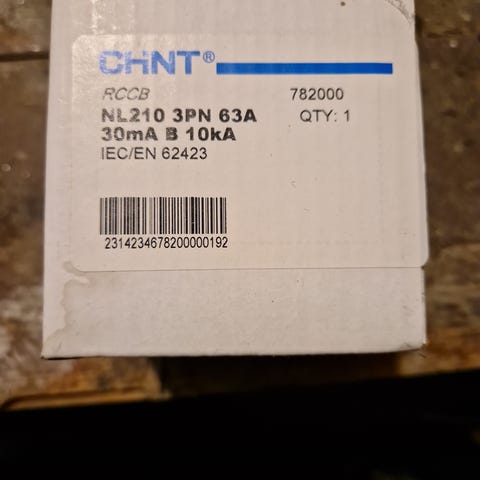 CHNT®
RCCB 782000
NL210 3PN 63A QTY: 1
30mA B 10kA
IEC/EN 62423
2314234678200000192